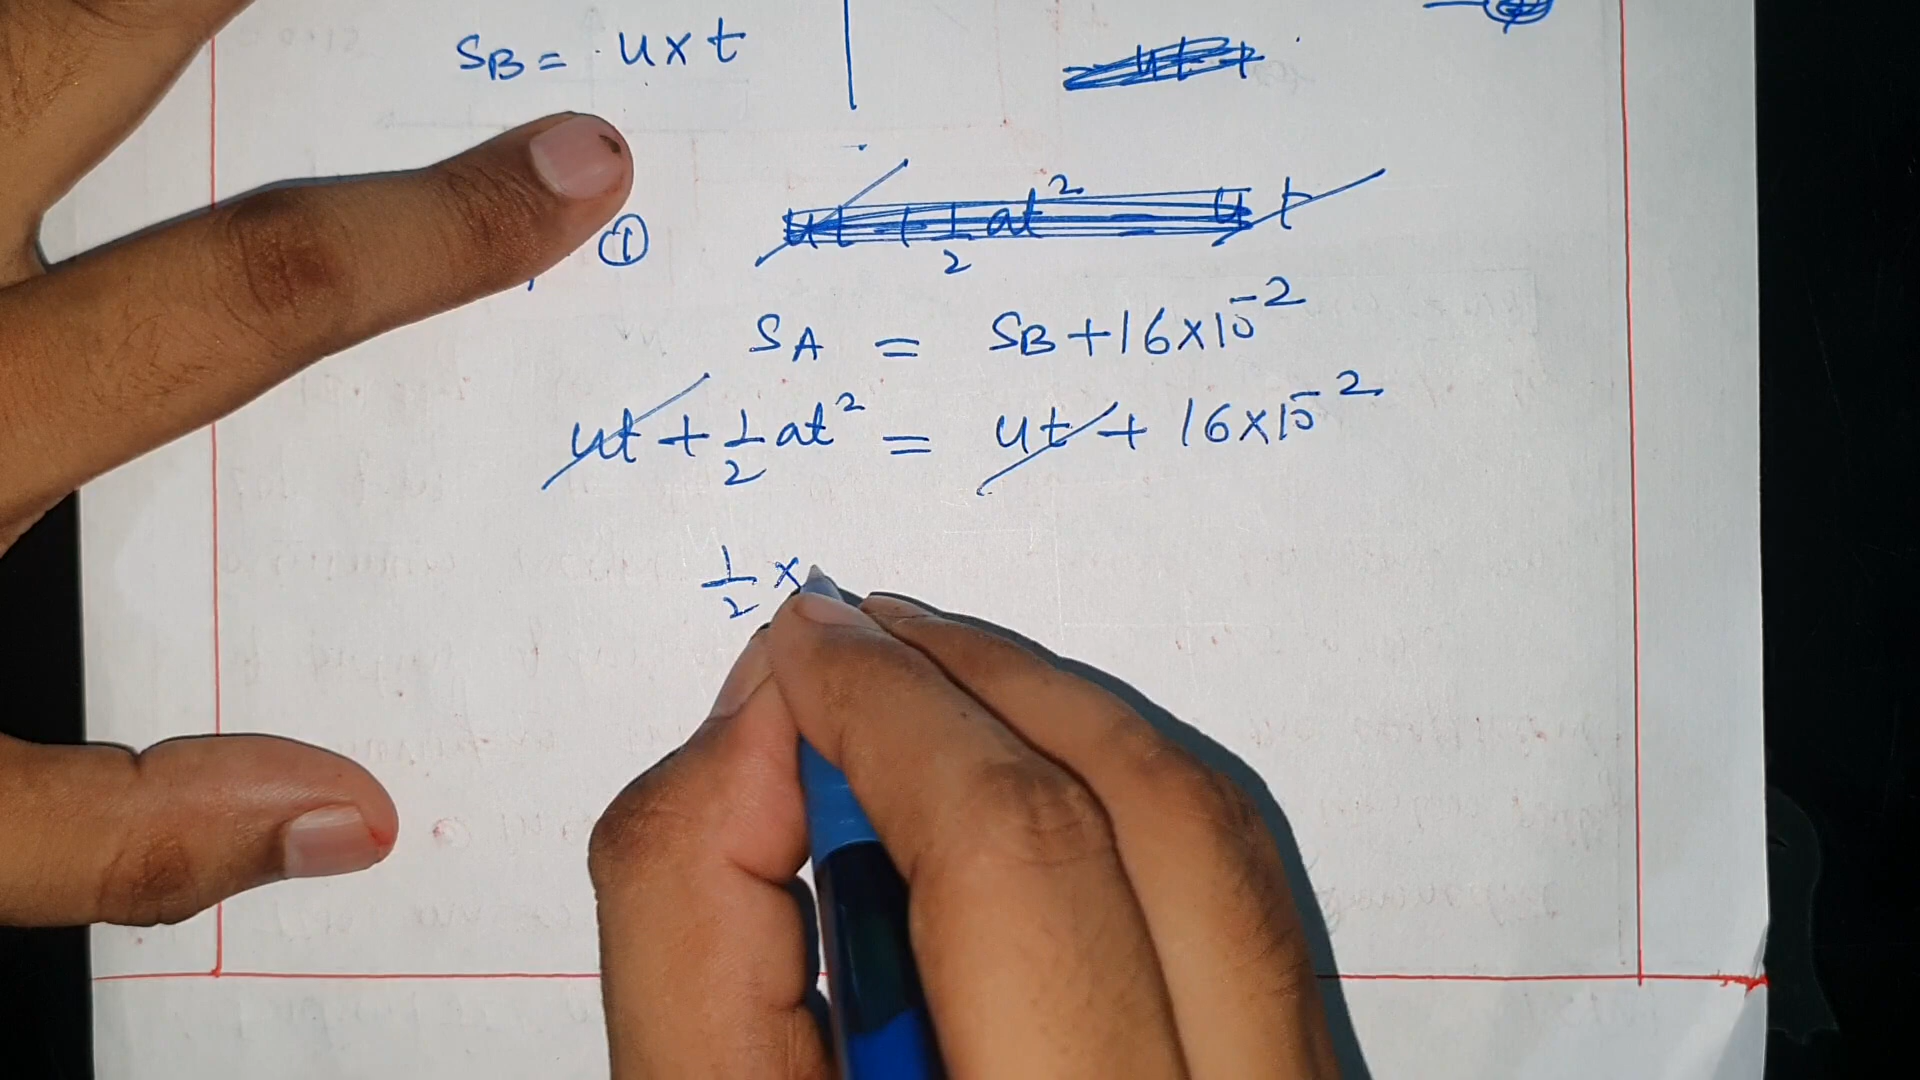 SB = u x t
①
SA = SB + 16 x 10⁻²
ut + 1/2 at² = ut + 16 x 10⁻²
1/2 x